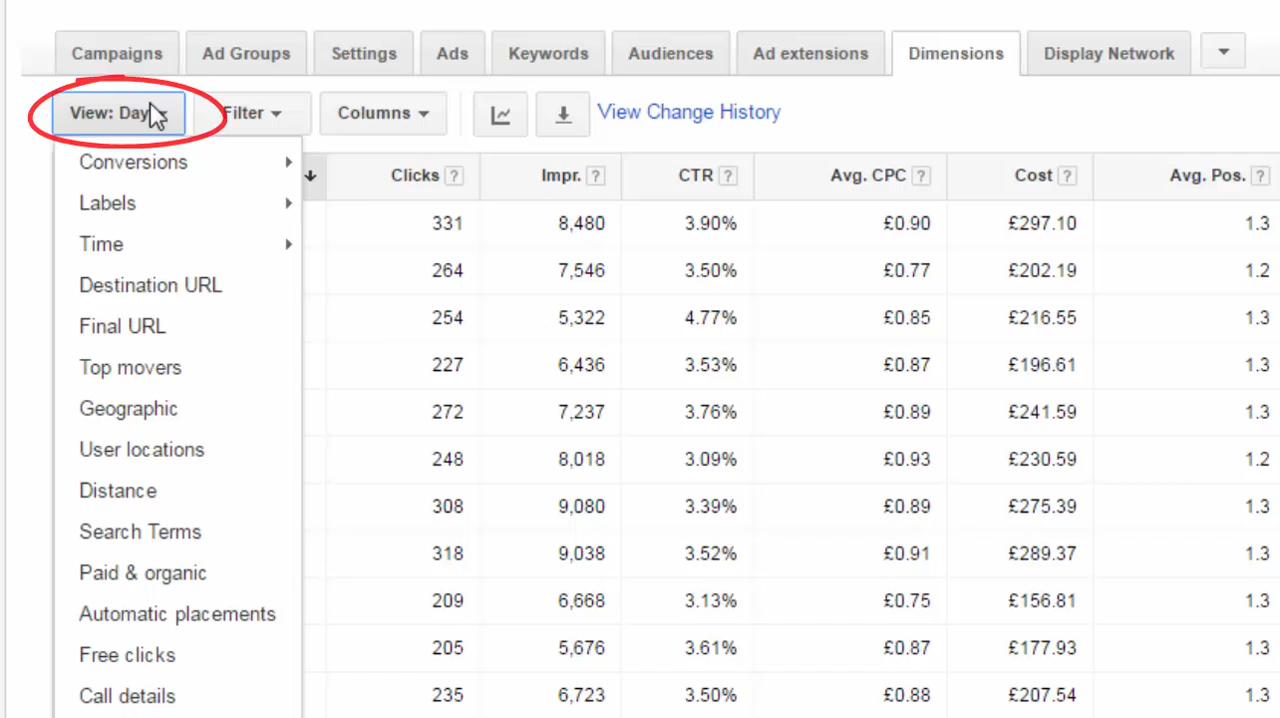 Campaigns Ad Groups Settings Ads Keywords Audiences Ad extensions Dimensions Display Network
View: Day Filter Columns View Change History
Conversions
Labels
Time
Destination URL
Final URL
Top movers
Geographic
User locations
Distance
Search Terms
Paid & organic
Automatic placements
Free clicks
Call details
Clicks ? Impr. ? CTR ? Avg. CPC ? Cost ? Avg. Pos. ?
331 8,480 3.90% £0.90 £297.10 1.3
264 7,546 3.50% £0.77 £202.19 1.2
254 5,322 4.77% £0.85 £216.55 1.3
227 6,436 3.53% £0.87 £196.61 1.3
272 7,237 3.76% £0.89 £241.59 1.3
248 8,018 3.09% £0.93 £230.59 1.2
308 9,080 3.39% £0.89 £275.39 1.3
318 9,038 3.52% £0.91 £289.37 1.3
209 6,668 3.13% £0.75 £156.81 1.3
205 5,676 3.61% £0.87 £177.93 1.3
235 6,723 3.50% £0.88 £207.54 1.3